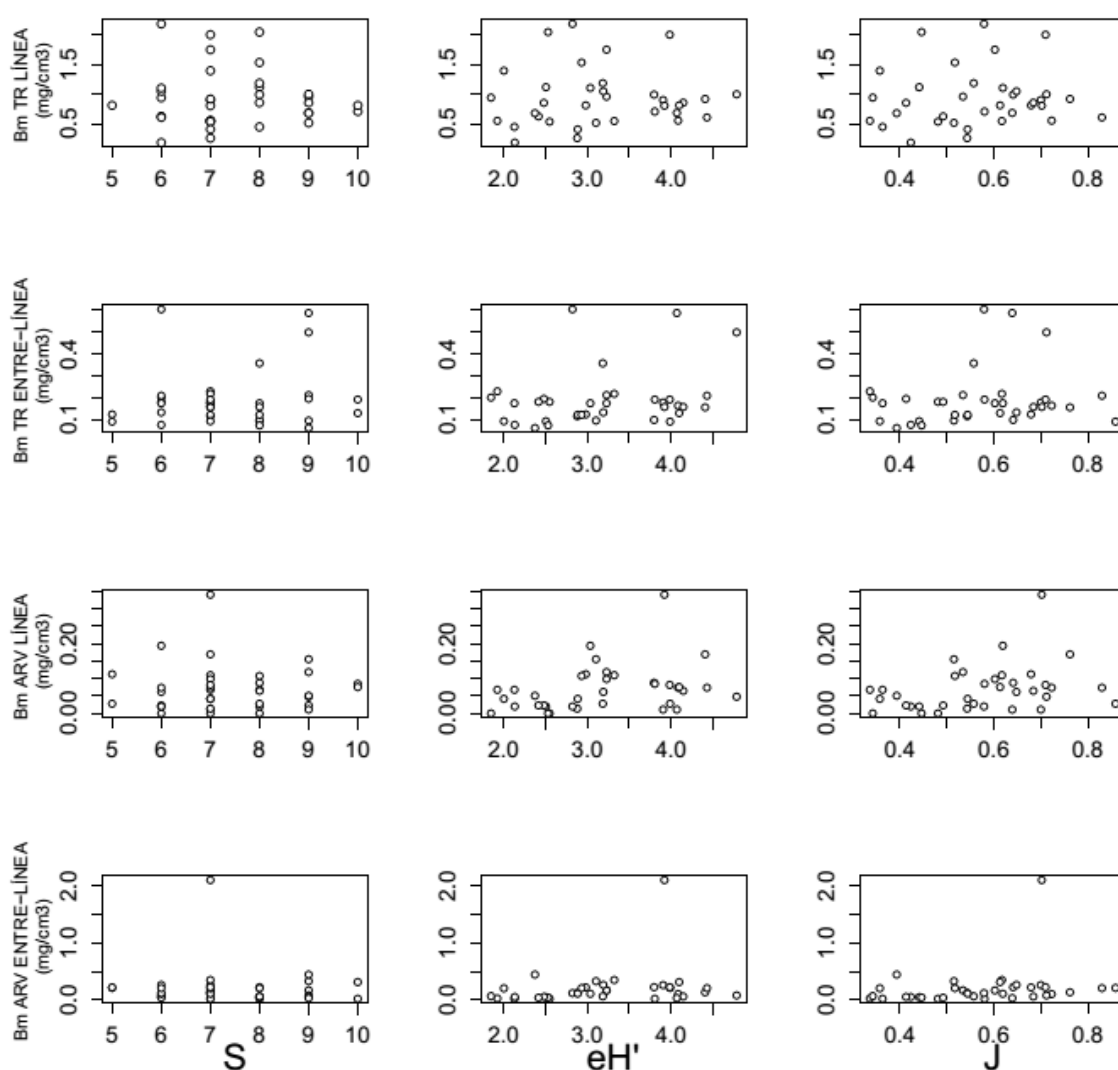 Bm TR LÍNEA
(mg/cm3)
0.5 1.5
5 6 7 8 9 10
0.5 1.5
2.0 3.0 4.0
0.5 1.5
0.4 0.6 0.8
Bm TR ENTRE-LÍNEA
(mg/cm3)
0.1 0.4
5 6 7 8 9 10
0.1 0.4
2.0 3.0 4.0
0.1 0.4
0.4 0.6 0.8
Bm ARV LÍNEA
(mg/cm3)
0.00 0.20
5 6 7 8 9 10
0.00 0.20
2.0 3.0 4.0
0.00 0.20
0.4 0.6 0.8
Bm ARV ENTRE-LÍNEA
(mg/cm3)
0.0 1.0 2.0
5 6 7 8 9 10
0.0 1.0 2.0
2.0 3.0 4.0
0.0 1.0 2.0
0.4 0.6 0.8
S
eH'
J